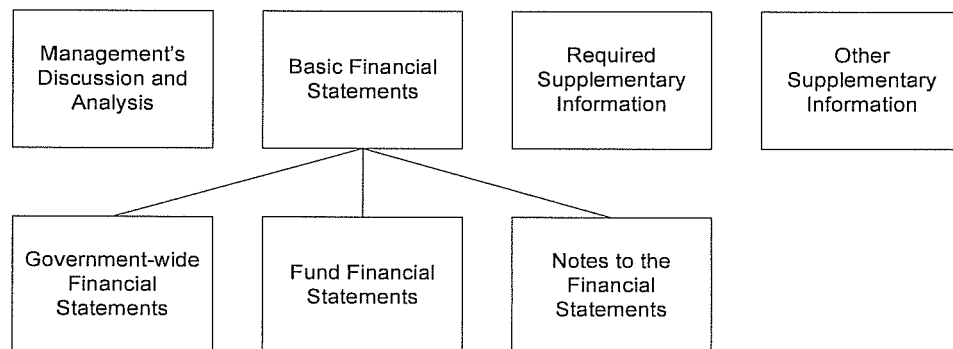 Management's
Discussion and
Analysis
Basic Financial
Statements
Required
Supplementary
Information
Other
Supplementary
Information
Government-wide
Financial
Statements
Fund Financial
Statements
Notes to the
Financial
Statements